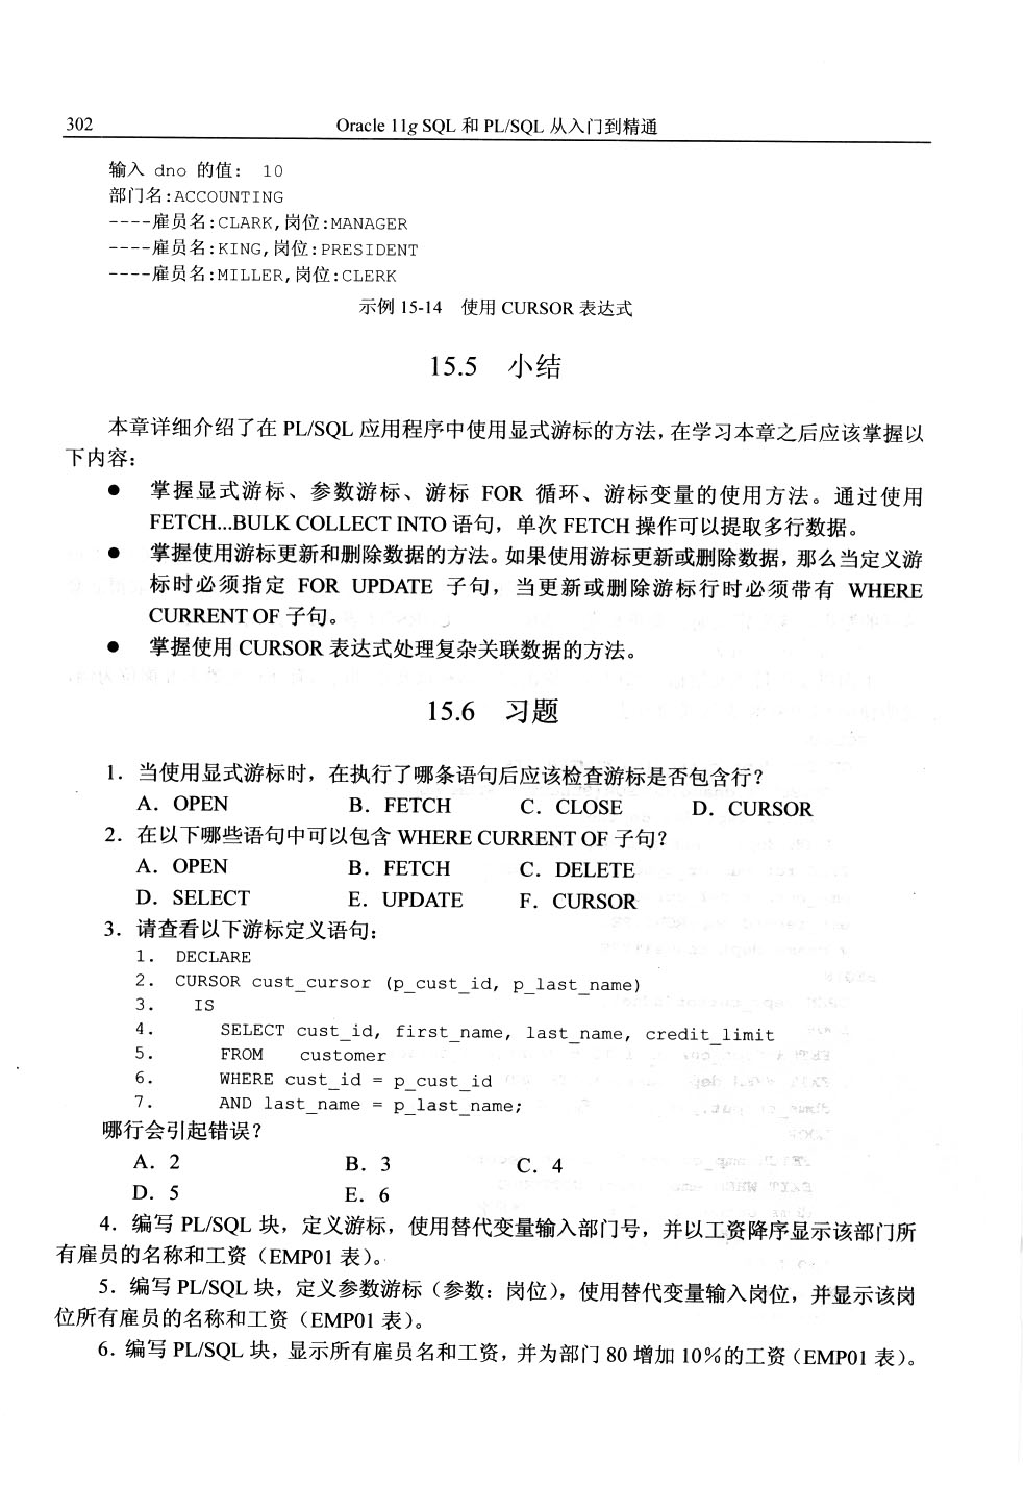 302 Oracle 11g SQL 和 PL/SQL 从入门到精通
输入 dno 的值： 10
部门名:ACCOUNTING
----雇员名:CLARK,岗位:MANAGER
----雇员名:KING,岗位:PRESIDENT
----雇员名:MILLER,岗位:CLERK
示例 15-14 使用 CURSOR 表达式
15.5 小结
本章详细介绍了在 PL/SQL 应用程序中使用显式游标的方法，在学习本章之后应该掌握以
下内容：
● 掌握显式游标、参数游标、游标 FOR 循环、游标变量的使用方法。通过使用
FETCH...BULK COLLECT INTO 语句，单次 FETCH 操作可以提取多行数据。
● 掌握使用游标更新和删除数据的方法。如果使用游标更新或删除数据，那么当定义游
标时必须指定 FOR UPDATE 子句，当更新或删除游标行时必须带有 WHERE
CURRENT OF 子句。
● 掌握使用 CURSOR 表达式处理复杂关联数据的方法。
15.6 习题
1．当使用显式游标时，在执行了哪条语句后应该检查游标是否包含行？
A．OPEN B．FETCH C．CLOSE D．CURSOR
2．在以下哪些语句中可以包含 WHERE CURRENT OF 子句？
A．OPEN B．FETCH C．DELETE
D．SELECT E．UPDATE F．CURSOR
3．请查看以下游标定义语句：
1. DECLARE
2. CURSOR cust_cursor (p_cust_id, p_last_name)
3. IS
4. SELECT cust_id, first_name, last_name, credit_limit
5. FROM customer
6. WHERE cust_id = p_cust_id
7. AND last_name = p_last_name;
哪行会引起错误？
A．2 B．3 C．4
D．5 E．6
4．编写 PL/SQL 块，定义游标，使用替代变量输入部门号，并以工资降序显示该部门所
有雇员的名称和工资（EMP01 表）。
5．编写 PL/SQL 块，定义参数游标（参数：岗位），使用替代变量输入岗位，并显示该岗
位所有雇员的名称和工资（EMP01 表）。
6．编写 PL/SQL 块，显示所有雇员名和工资，并为部门 80 增加 10%的工资（EMP01 表）。